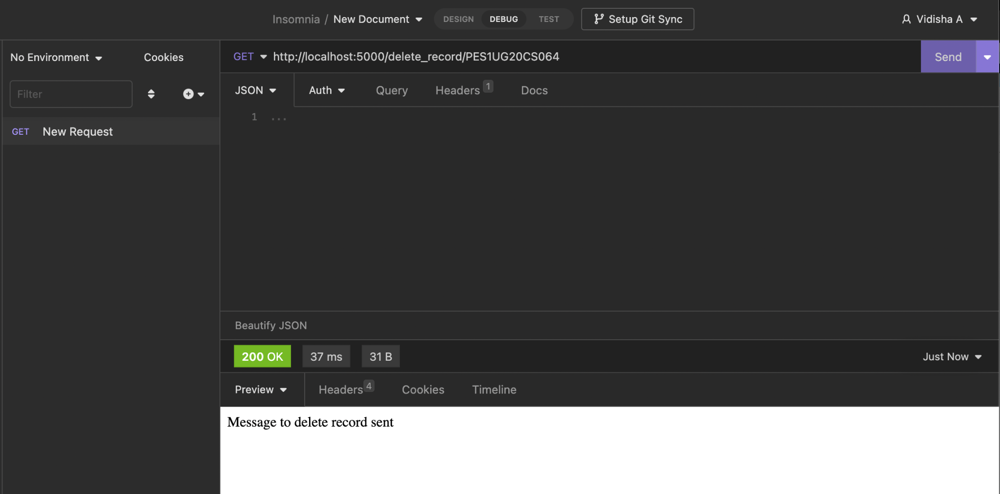 Insomnia / New Document DESIGN DEBUG TEST Setup Git Sync Vidisha A
No Environment Cookies
GET http://localhost:5000/delete_record/PES1UG20CS064 Send
Filter
JSON Auth Query Headers 1 Docs
1 ...
GET New Request
Beautify JSON
200 OK 37 ms 31 B Just Now
Preview Headers 4 Cookies Timeline
Message to delete record sent